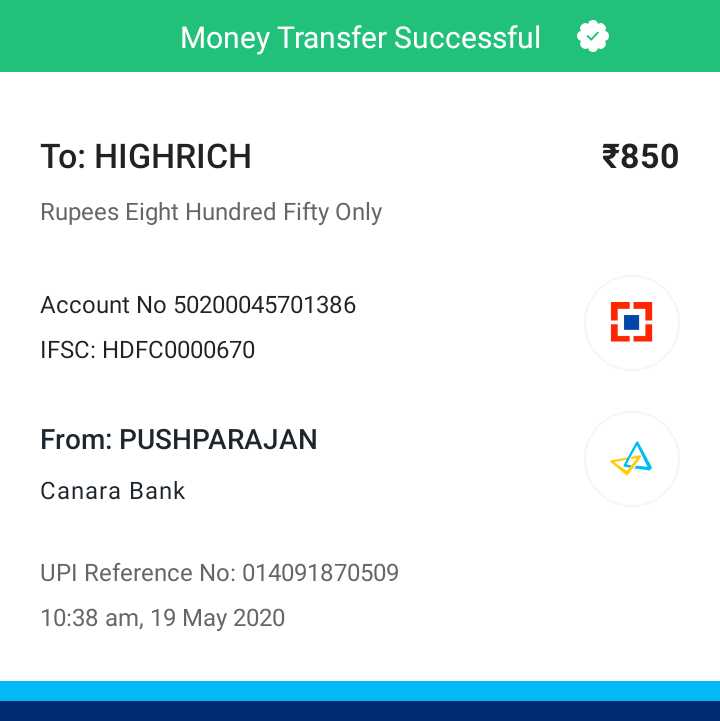 Money Transfer Successful
To: HIGHRICH ₹850
Rupees Eight Hundred Fifty Only
Account No 50200045701386
IFSC: HDFC0000670
From: PUSHPARAJAN
Canara Bank
UPI Reference No: 014091870509
10:38 am, 19 May 2020